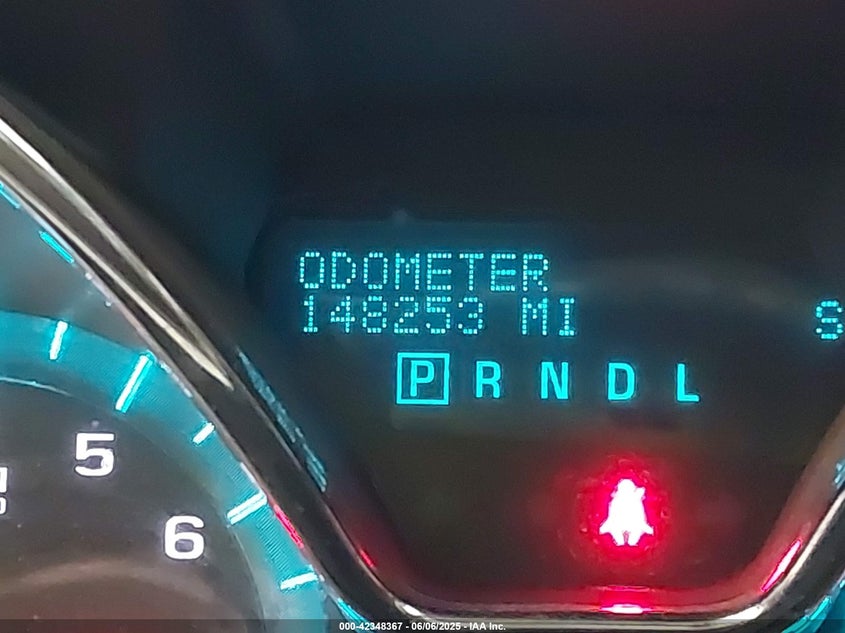 ODOMETER
148253 MI
S
P R N D L
5
6
000-42348367 - 06/06/2025 - IAA Inc.